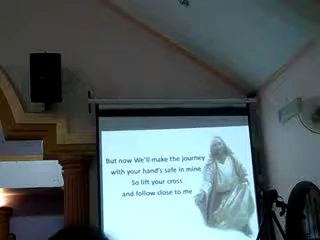 But now We'll make the journey
with your hand's safe in mine
So lift your cross
and follow close to me